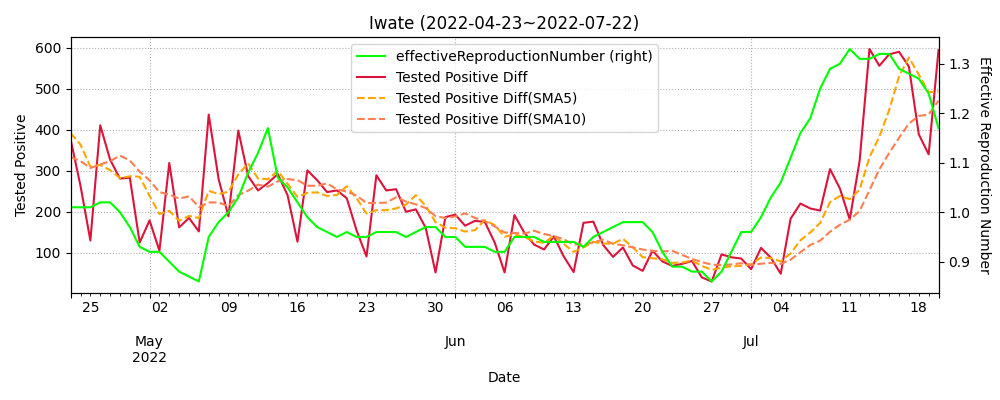 Iwate (2022-04-23~2022-07-22)
effectiveReproductionNumber (right)
Tested Positive Diff
Tested Positive Diff(SMA5)
Tested Positive Diff(SMA10)
Tested Positive
600
500
400
300
200
100
1.3
1.2
1.1
1.0
0.9
Effective Reproduction Number
25 02 09 16 23 30 06 13 20 27 04 11 18
May Jun Jul
2022
Date